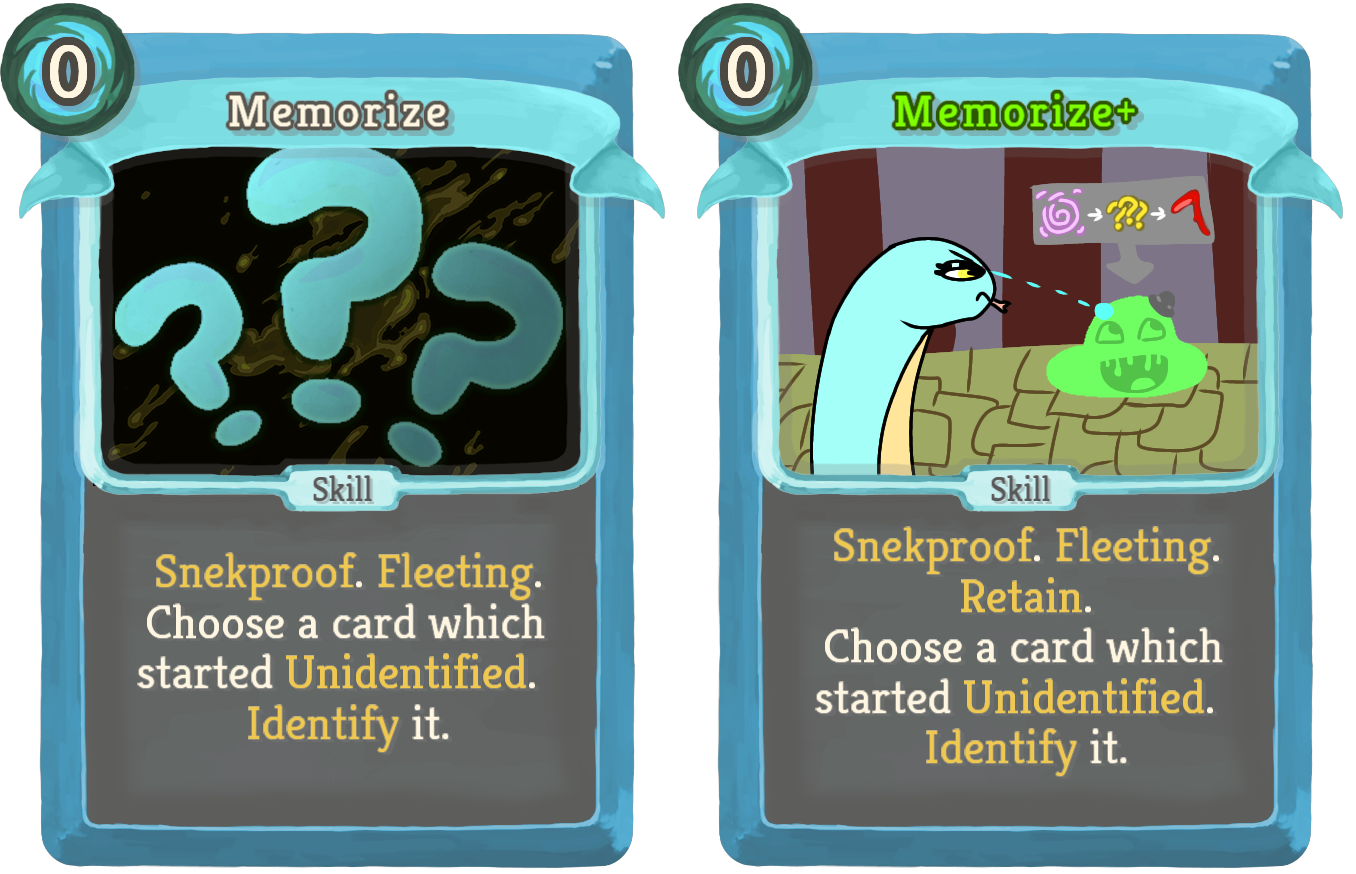 0
Memorize
Skill
Snekproof. Fleeting.
Choose a card which
started Unidentified.
Identify it.
0
Memorize+
???
Skill
Snekproof. Fleeting.
Retain.
Choose a card which
started Unidentified.
Identify it.